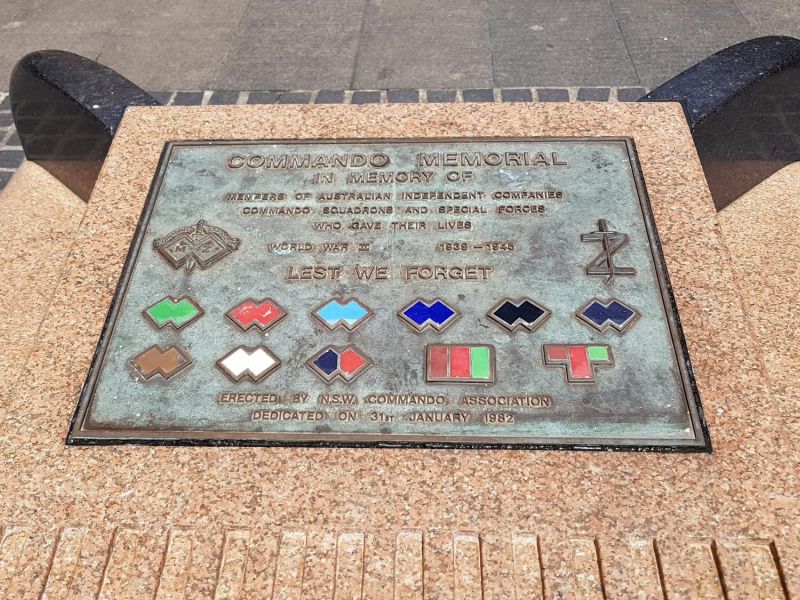 COMMANDO MEMORIAL
IN MEMORY OF
MEMBERS OF AUSTRALIAN INDEPENDENT COMPANIES
COMMANDO SQUADRONS AND SPECIAL FORCES
WHO GAVE THEIR LIVES
WORLD WAR II 1939-1945
LEST WE FORGET
ERECTED BY N.S.W. COMMANDO ASSOCIATION
DEDICATED ON 31ST JANUARY 1982